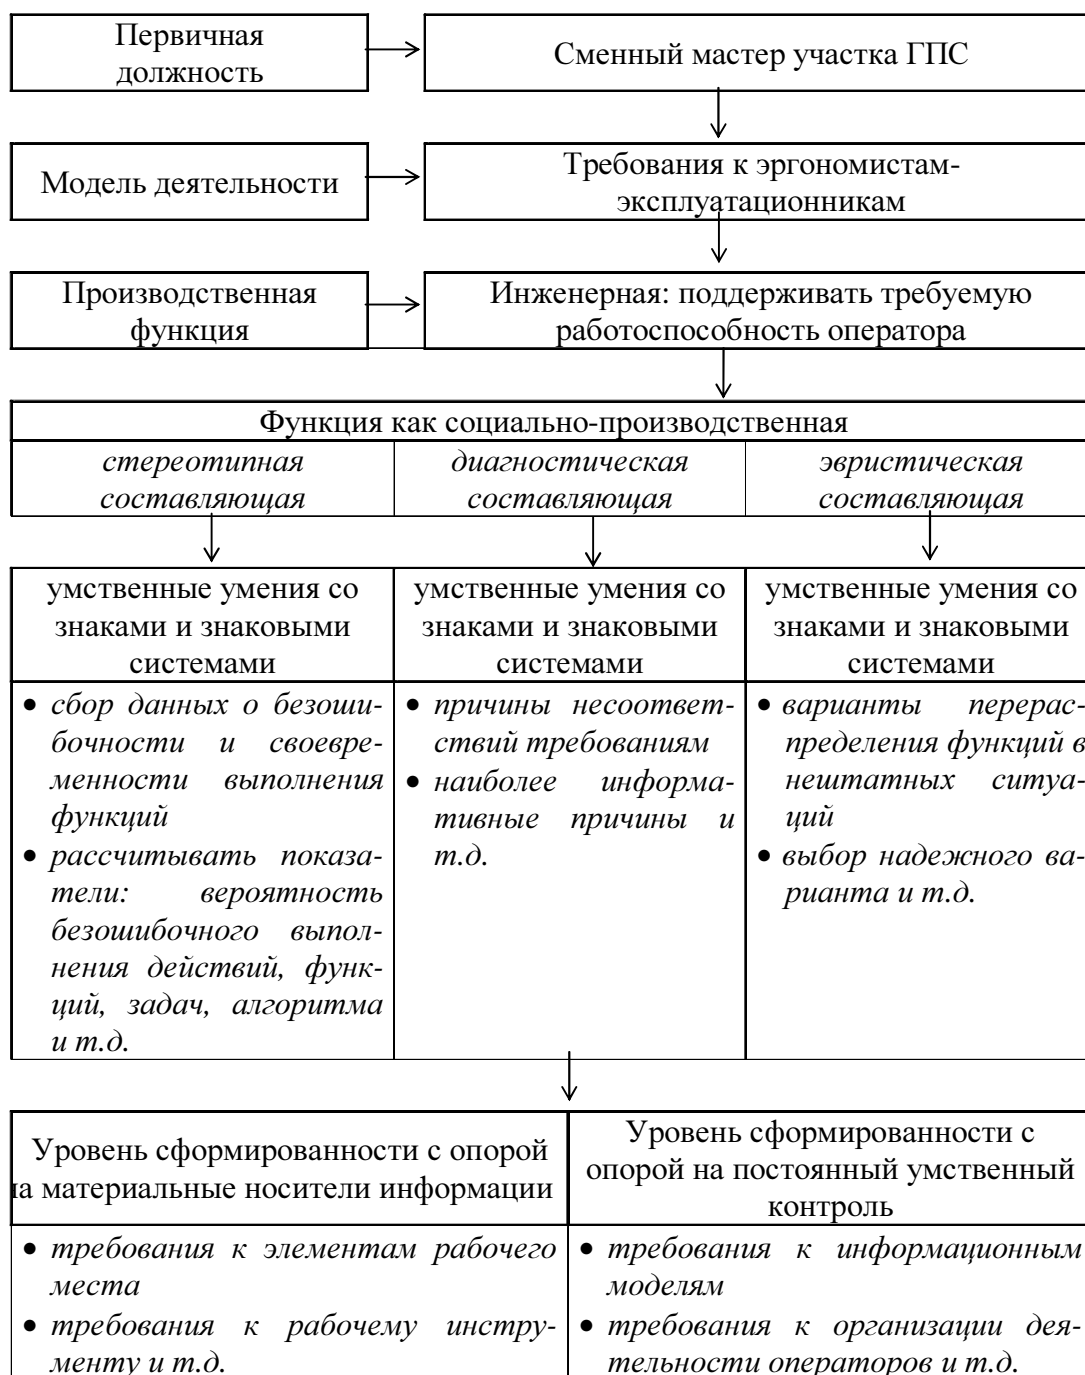 Первичная
должность
Сменный мастер участка ГПС
Модель деятельности
Требования к эргономистам-
эксплуатационникам
Производственная
функция
Инженерная: поддерживать требуемую
работоспособность оператора
Функция как социально-производственная
стереотипная
составляющая
диагностическая
составляющая
эвристическая
составляющая
умственные умения со
знаками и знаковыми
системами
умственные умения со
знаками и знаковыми
системами
умственные умения со
знаками и знаковыми
системами
• сбор данных о безоши-
бочности и своевре-
менности выполнения
функций
• рассчитывать показа-
тели: вероятность
безошибочного выпол-
нения действий, функ-
ций, задач, алгоритма
и т.д.
• причины несоответ-
ствий требованиям
• наиболее информа-
тивные причины и
т.д.
• варианты перерас-
пределения функций в
нештатных ситуа-
ций
• выбор надежного ва-
рианта и т.д.
Уровень сформированности с опорой
на материальные носители информации
Уровень сформированности с
опорой на постоянный умственный
контроль
• требования к элементам рабочего
места
• требования к рабочему инстру-
менту и т.д.
• требования к информационным
моделям
• требования к организации дея-
тельности операторов и т.д.